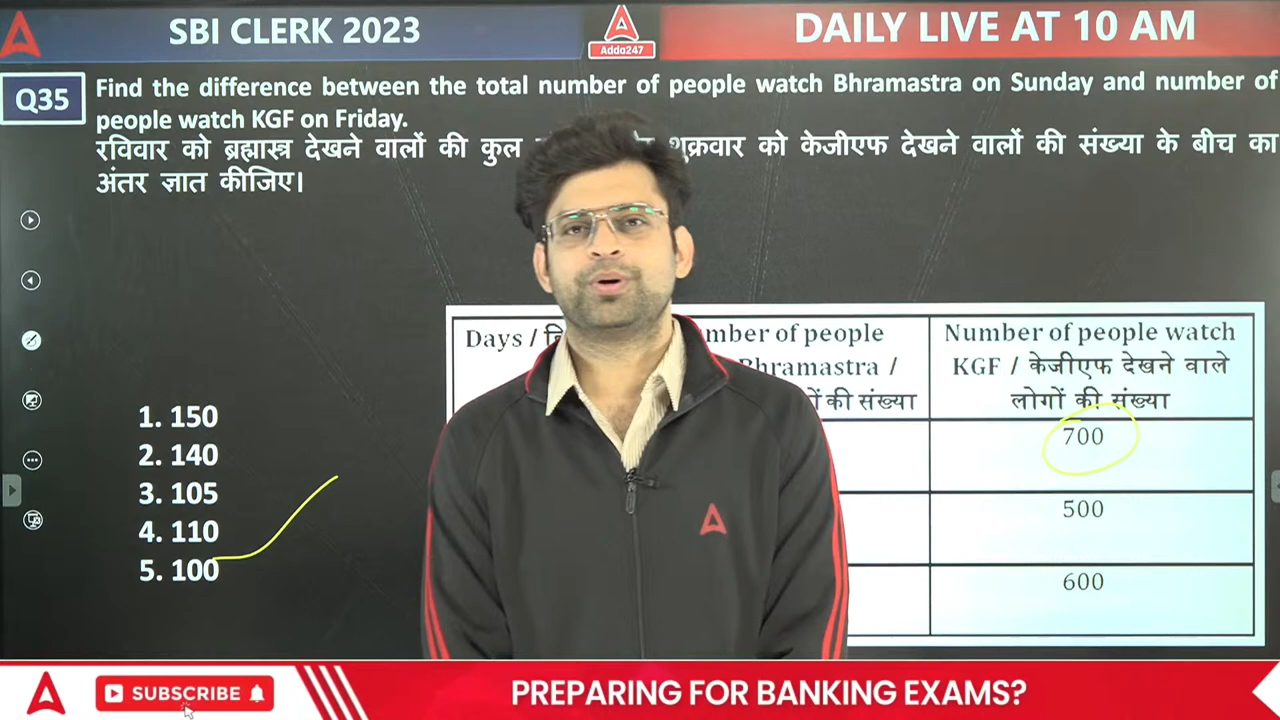 SBI CLERK 2023
Adda247
DAILY LIVE AT 10 AM
Q35
Find the difference between the total number of people watch Bhramastra on Sunday and number of
people watch KGF on Friday.
रविवार को ब्रह्मास्त्र देखने वालों की कुल शुक्रवार को केजीएफ देखने वालों की संख्या के बीच का
अंतर ज्ञात कीजिए।
Days /
people
Bhramastra /
की संख्या
Number of people watch
KGF / केजीएफ देखने वाले
लोगों की संख्या
700
500
600
1. 150
2. 140
3. 105
4. 110
5. 100
SUBSCRIBE
PREPARING FOR BANKING EXAMS?